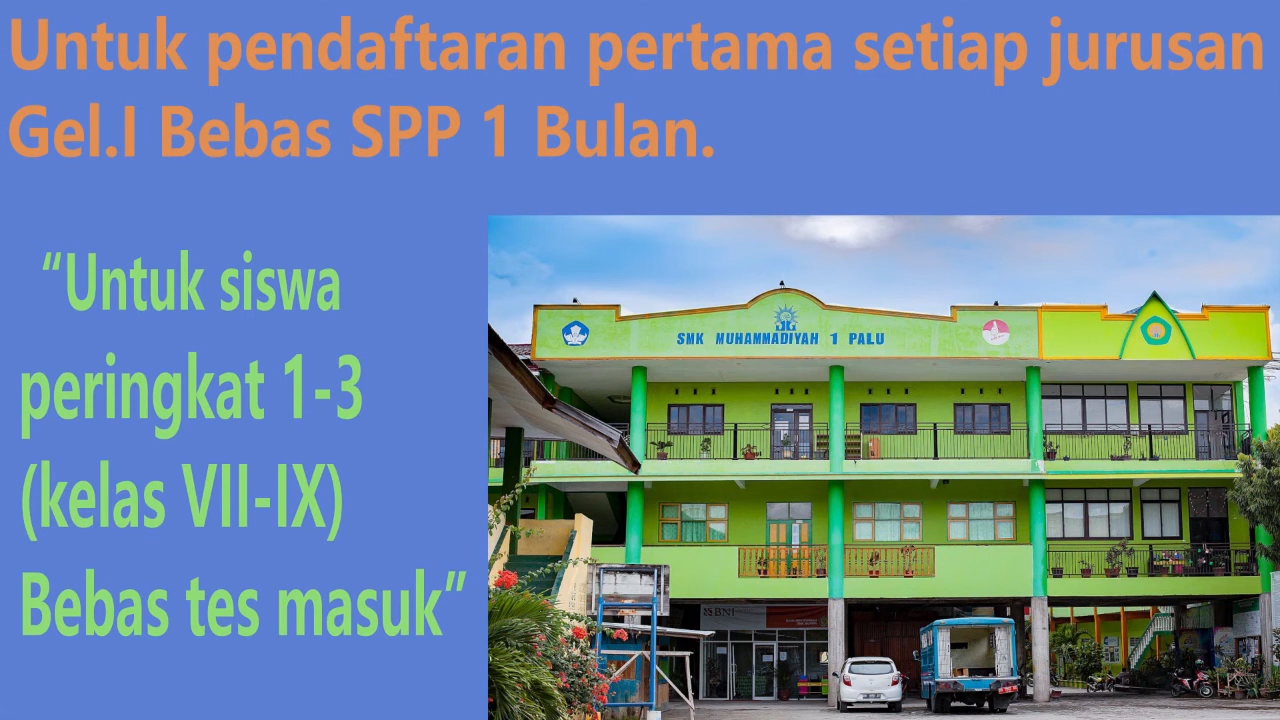 Untuk pendaftaran pertama setiap jurusan
Gel.I Bebas SPP 1 Bulan.
“Untuk siswa
peringkat 1-3
(kelas VII-IX)
Bebas tes masuk”
SMK MUHAMMADIYAH 1 PALU
BNI